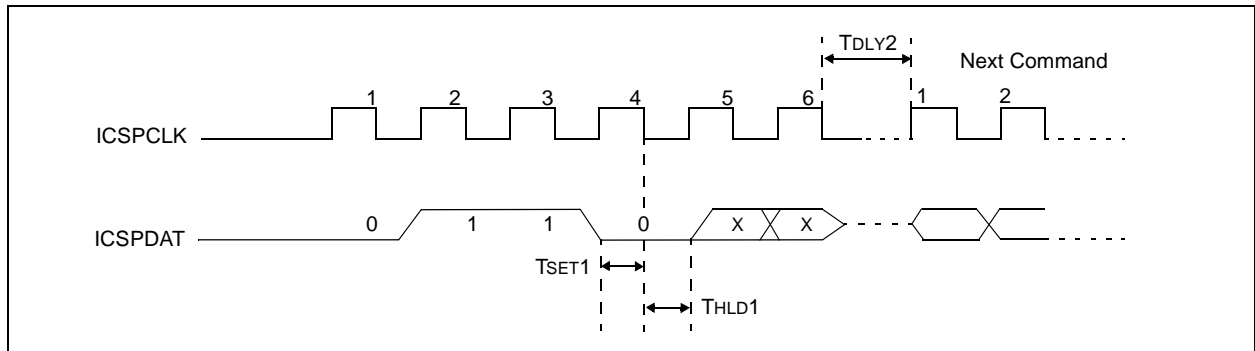 TDLY2
Next Command
1 2 3 4 5 6 1 2
ICSPCLK
0 1 1 0 X X
ICSPDAT
TSET1
THLD1